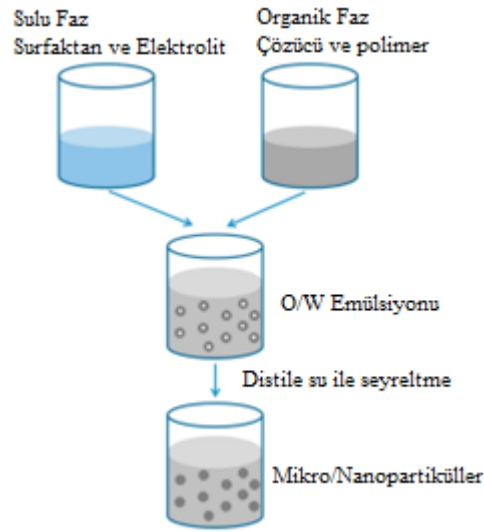 Sulu Faz
Surfaktan ve Elektrolit
Organik Faz
Çözücü ve polimer
O/W Emülsiyonu
Distile su ile seyreltme
Mikro/Nanopartiküller